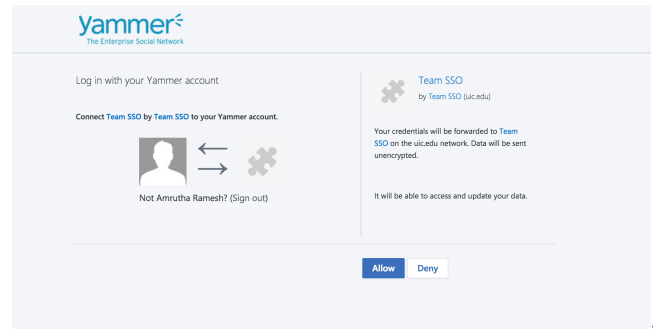 Yammer
The Enterprise Social Network
Log in with your Yammer account
Connect Team SSO by Team SSO to your Yammer account.
Not Amrutha Ramesh? (Sign out)
Team SSO
by Team SSO (uic.edu)
Your credentials will be forwarded to Team
SSO on the uic.edu network. Data will be sent
unencrypted.
It will be able to access and update your data.
Allow
Deny